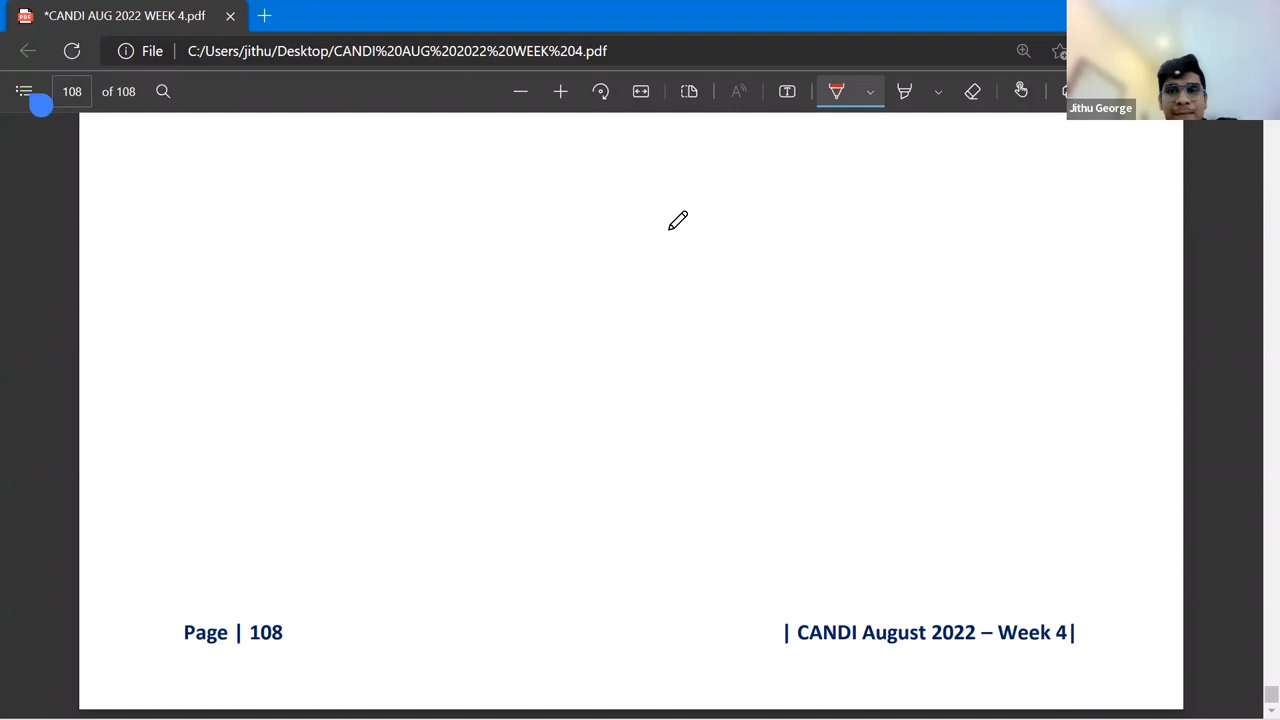 *CANDI AUG 2022 WEEK 4.pdf
File | C:/Users/jithu/Desktop/CANDI%20AUG%202022%20WEEK%204.pdf
108 of 108
Jithu George
Page | 108
| CANDI August 2022 – Week 4|